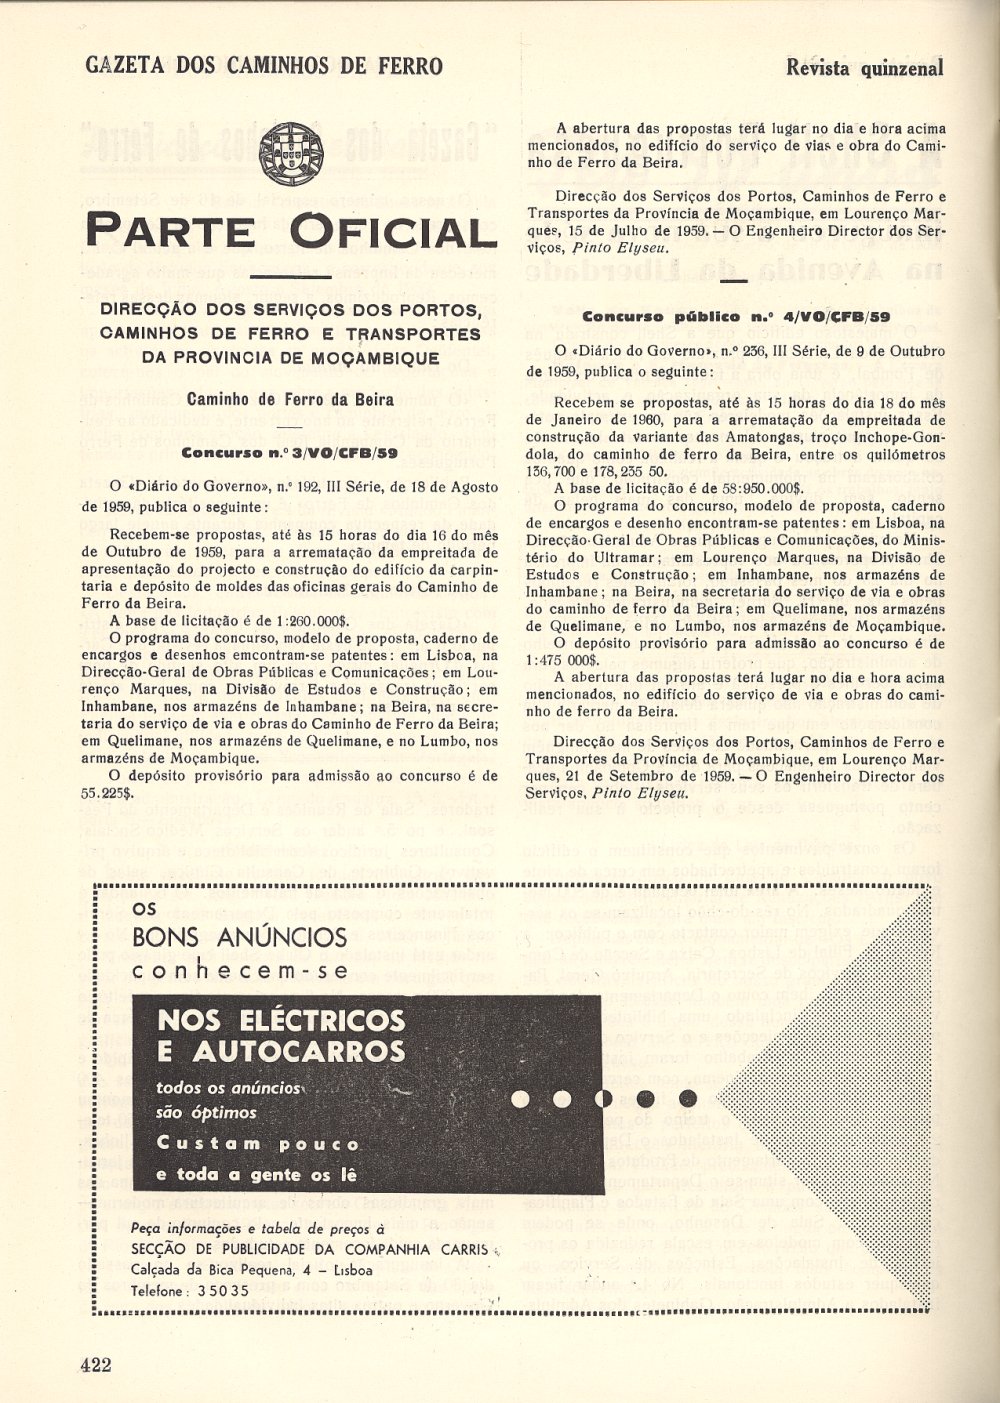 GAZETA DOS CAMINHOS DE FERRO
Revista quinzenal
PARTE OFICIAL
DIRECÇÃO DOS SERVIÇOS DOS PORTOS,
CAMINHOS DE FERRO E TRANSPORTES
DA PROVINCIA DE MOÇAMBIQUE
Caminho de Ferro da Beira
Concurso n.º 3/VO/CFB/59
O «Diário do Governo», n.º 192, III Série, de 18 de Agosto
de 1959, publica o seguinte:
Recebem-se propostas, até às 15 horas do dia 16 do mês
de Outubro de 1959, para a arrematação da empreitada de
apresentação do projecto e construção do edifício da carpin-
taria e depósito de moldes das oficinas gerais do Caminho de
Ferro da Beira.
A base de licitação é de 1:260.000$.
O programa do concurso, modelo de proposta, caderno de
encargos e desenhos emcontram-se patentes: em Lisboa, na
Direcção-Geral de Obras Públicas e Comunicações; em Lou-
renço Marques, na Divisão de Estudos e Construção; em
Inhambane, nos armazéns de Inhambane; na Beira, na secre-
taria do serviço de via e obras do Caminho de Ferro da Beira;
em Quelimane, nos armazéns de Quelimane, e no Lumbo, nos
armazéns de Moçambique.
O depósito provisório para admissão ao concurso é de
55.225$.
A abertura das propostas terá lugar no dia e hora acima
mencionados, no edifício do serviço de vias e obra do Cami-
nho de Ferro da Beira.
Direcção dos Serviços dos Portos, Caminhos de Ferro e
Transportes da Província de Moçambique, em Lourenço Mar-
ques, 15 de Julho de 1959. — O Engenheiro Director dos Ser-
viços, Pinto Elyseu.
Concurso público n.º 4/VO/CFB/59
O «Diário do Governo», n.º 236, III Série, de 9 de Outubro
de 1959, publica o seguinte:
Recebem se propostas, até às 15 horas do dia 18 do mês
de Janeiro de 1960, para a arrematação da empreitada de
construção da variante das Amatongas, troço Inchope-Gon-
dola, do caminho de ferro da Beira, entre os quilómetros
136,700 e 178,235 50.
A base de licitação é de 58:950.000$.
O programa do concurso, modelo de proposta, caderno
de encargos e desenho encontram-se patentes: em Lisboa, na
Direcção-Geral de Obras Públicas e Comunicações, do Minis-
tério do Ultramar; em Lourenço Marques, na Divisão de
Estudos e Construção; em Inhambane, nos armazéns de
Inhambane; na Beira, na secretaria do serviço de via e obras
do caminho de ferro da Beira; em Quelimane, nos armazéns
de Quelimane, e no Lumbo, nos armazéns de Moçambique.
O depósito provisório para admissão ao concurso é de
1:475 000$.
A abertura das propostas terá lugar no dia e hora acima
mencionados, no edifício do serviço de via e obras do cami-
nho de ferro da Beira.
Direcção dos Serviços dos Portos, Caminhos de Ferro e
Transportes da Província de Moçambique, em Lourenço Mar-
ques, 21 de Setembro de 1959. — O Engenheiro Director dos
Serviços, Pinto Elyseu.
OS
BONS ANÚNCIOS
conhecem-se
NOS ELÉCTRICOS
E AUTOCARROS
todos os anúncios
são óptimos
Custam pouco
e toda a gente os lê
Peça informações e tabela de preços à
SECÇÃO DE PUBLICIDADE DA COMPANHIA CARRIS
Calçada da Bica Pequena, 4 – Lisboa
Telefone: 35035
422